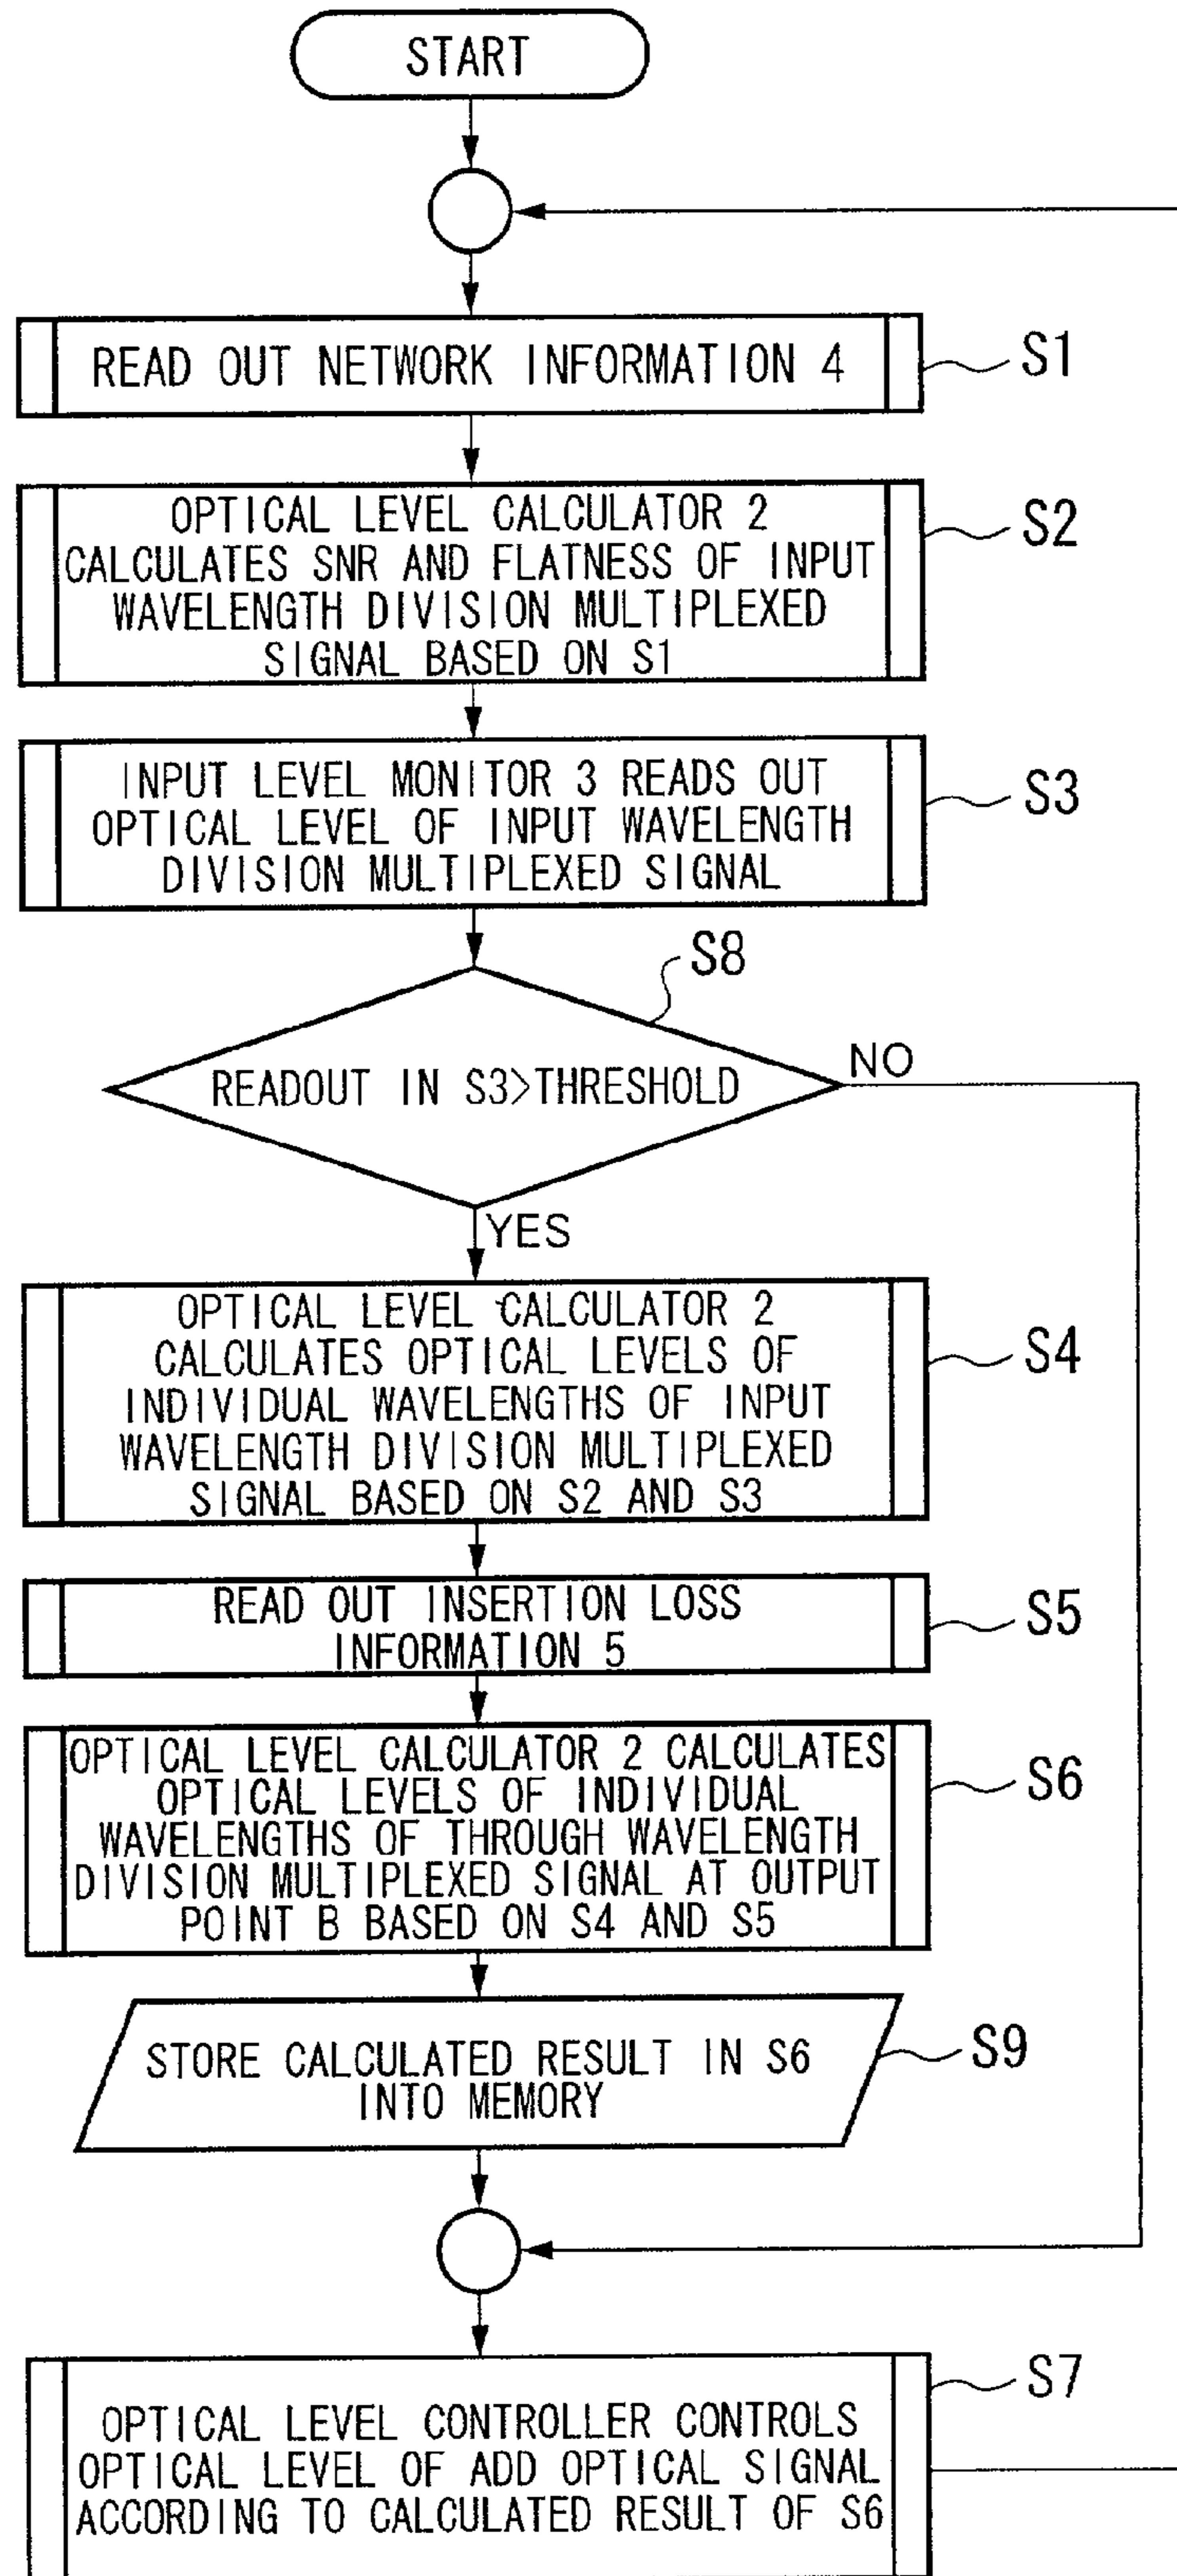 START
READ OUT NETWORK INFORMATION 4
S1
OPTICAL LEVEL CALCULATOR 2
CALCULATES SNR AND FLATNESS OF INPUT
WAVELENGTH DIVISION MULTIPLEXED
SIGNAL BASED ON S1
S2
INPUT LEVEL MONITOR 3 READS OUT
OPTICAL LEVEL OF INPUT WAVELENGTH
DIVISION MULTIPLEXED SIGNAL
S3
S8
READOUT IN S3>THRESHOLD
NO
YES
OPTICAL LEVEL CALCULATOR 2
CALCULATES OPTICAL LEVELS OF
INDIVIDUAL WAVELENGTHS OF INPUT
WAVELENGTH DIVISION MULTIPLEXED
SIGNAL BASED ON S2 AND S3
S4
READ OUT INSERTION LOSS
INFORMATION 5
S5
OPTICAL LEVEL CALCULATOR 2 CALCULATES
OPTICAL LEVELS OF INDIVIDUAL
WAVELENGTHS OF THROUGH WAVELENGTH
DIVISION MULTIPLEXED SIGNAL AT OUTPUT
POINT B BASED ON S4 AND S5
S6
STORE CALCULATED RESULT IN S6
INTO MEMORY
S9
OPTICAL LEVEL CONTROLLER CONTROLS
OPTICAL LEVEL OF ADD OPTICAL SIGNAL
ACCORDING TO CALCULATED RESULT OF S6
S7